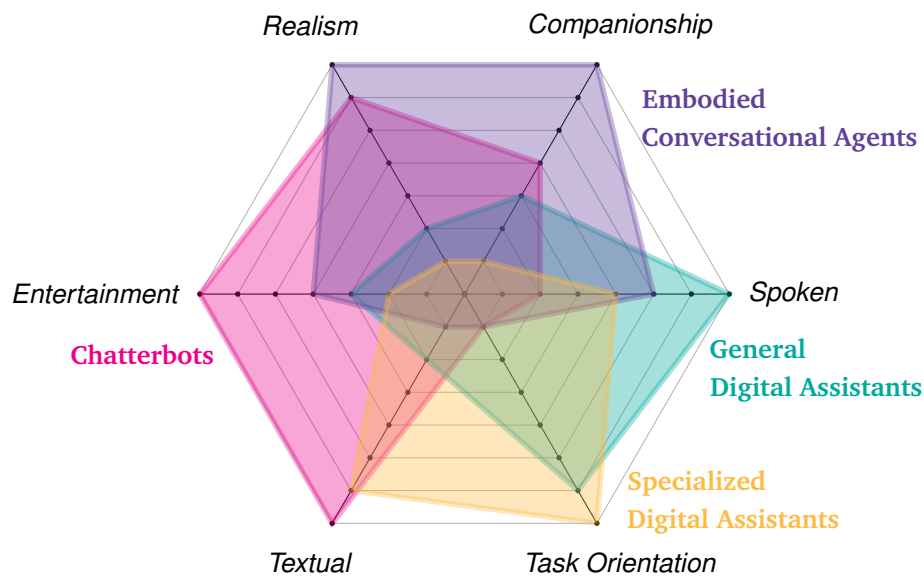 Realism
Companionship
Embodied
Conversational Agents
Entertainment
Spoken
Chatterbots
General
Digital Assistants
Specialized
Digital Assistants
Textual
Task Orientation